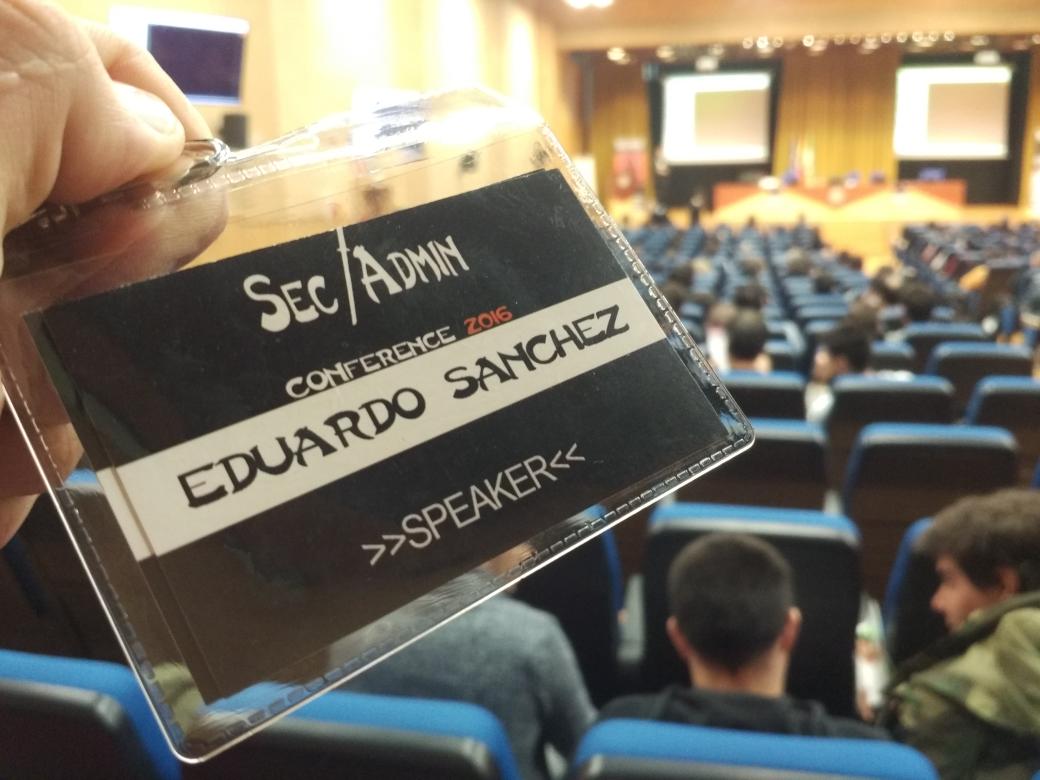 SEC/ADMIN
CONFERENCE 2016
EDUARDO SANCHEZ
>>SPEAKER<<